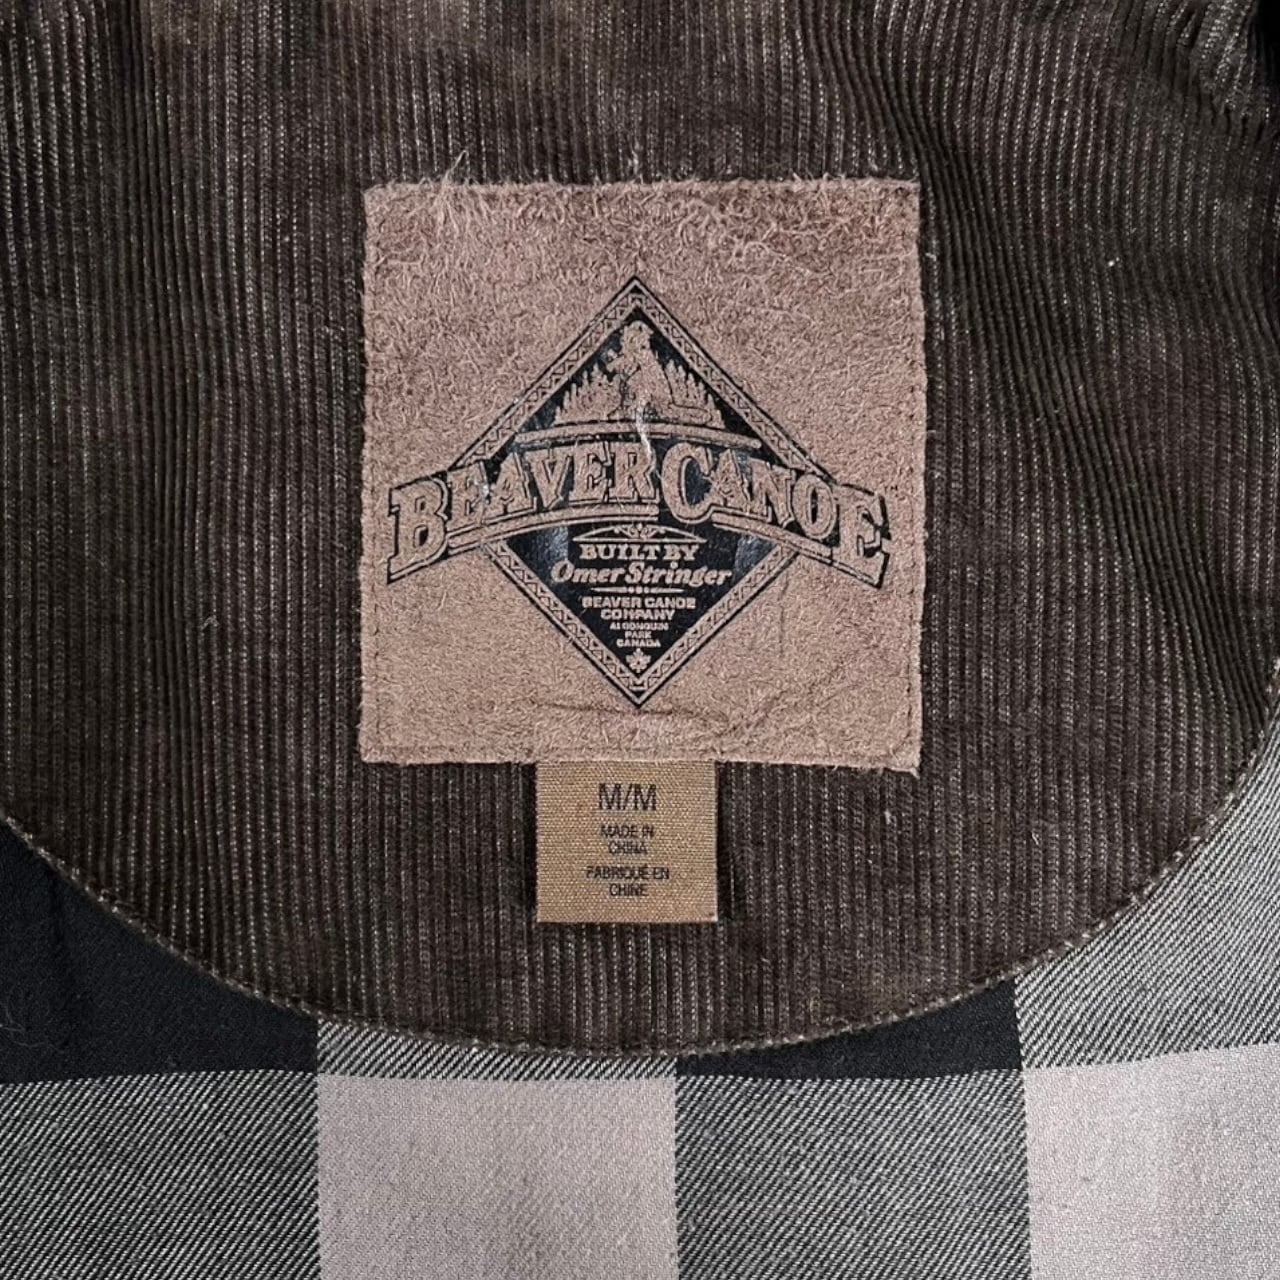 BEAVER CANOE
BUILT BY
Omer Stringer
BEAVER CANOE
COMPANY
ALGONQUIN
PARK
CANADA
M/M
MADE IN
CHINA
FABRIQUÉ EN
CHINE